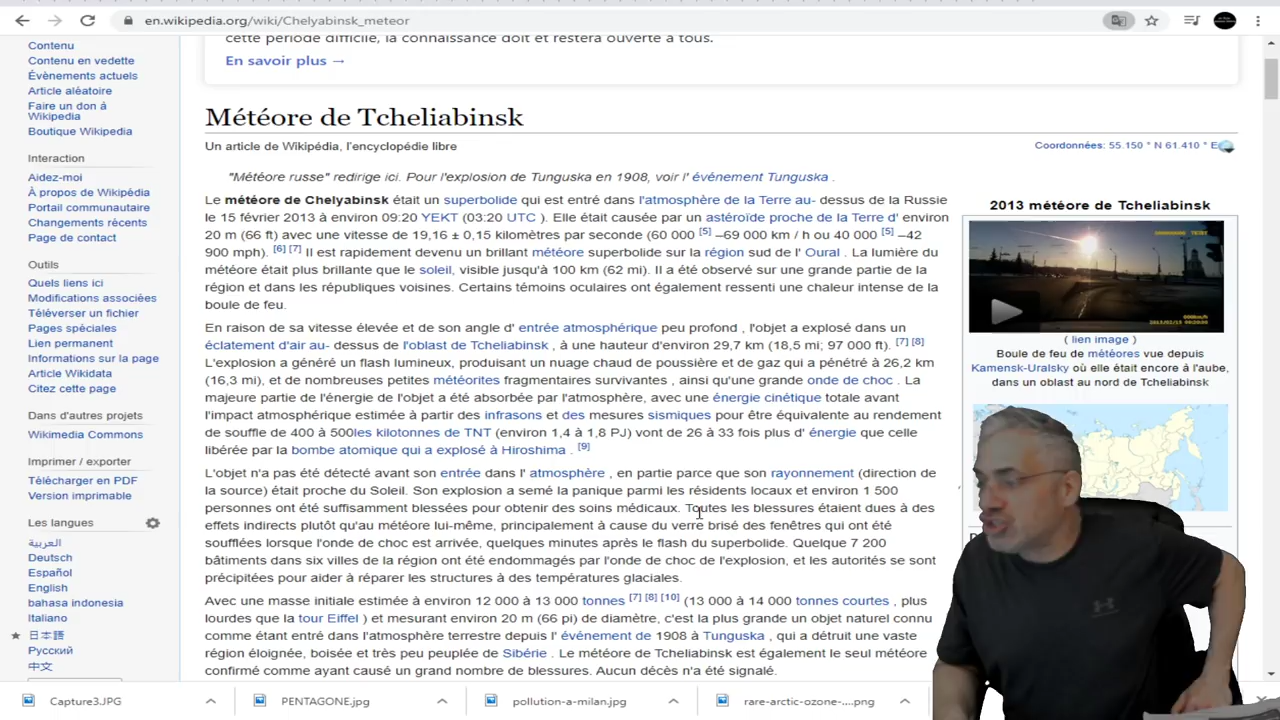 en.wikipedia.org/wiki/Chelyabinsk_meteor
cette période difficile, la connaissance doit et restera ouverte à tous.
En savoir plus →
Contenu
Contenu en vedette
Évènements actuels
Article aléatoire
Faire un don à
Wikipedia
Boutique Wikipedia
Interaction
Aidez-moi
À propos de Wikipédia
Portail communautaire
Changements récents
Page de contact
Outils
Quels liens ici
Modifications associées
Téléverser un fichier
Pages spéciales
Lien permanent
Informations sur la page
Article Wikidata
Citez cette page
Dans d'autres projets
Wikimedia Commons
Imprimer / exporter
Télécharger en PDF
Version imprimable
Les langues
العربية
Deutsch
Español
English
bahasa indonesia
Italiano
日本語
Русский
中文
Météore de Tcheliabinsk
Un article de Wikipédia, l'encyclopédie libre
Coordonnées: 55.150 ° N 61.410 ° E
"Météore russe" redirige ici. Pour l'explosion de Tunguska en 1908, voir l' événement Tunguska .
Le météore de Chelyabinsk était un superbolide qui est entré dans l'atmosphère de la Terre au- dessus de la Russie
le 15 février 2013 à environ 09:20 YEKT (03:20 UTC ). Elle était causée par un astéroïde proche de la Terre d' environ
20 m (66 ft) avec une vitesse de 19,16 ± 0,15 kilomètres par seconde (60 000 [5] –69 000 km / h ou 40 000 [5] –42
900 mph). [6] [7] Il est rapidement devenu un brillant météore superbolide sur la région sud de l' Oural . La lumière du
météore était plus brillante que le soleil, visible jusqu'à 100 km (62 mi). Il a été observé sur une grande partie de la
région et dans les républiques voisines. Certains témoins oculaires ont également ressenti une chaleur intense de la
boule de feu.
En raison de sa vitesse élevée et de son angle d' entrée atmosphérique peu profond , l'objet a explosé dans un
éclatement d'air au- dessus de l'oblast de Tcheliabinsk , à une hauteur d'environ 29,7 km (18,5 mi; 97 000 ft). [7] [8]
L'explosion a généré un flash lumineux, produisant un nuage chaud de poussière et de gaz qui a pénétré à 26,2 km
(16,3 mi), et de nombreuses petites météorites fragmentaires survivantes , ainsi qu'une grande onde de choc . La
majeure partie de l'énergie de l'objet a été absorbée par l'atmosphère, avec une énergie cinétique totale avant
l'impact atmosphérique estimée à partir des infrasons et des mesures sismiques pour être équivalente au rendement
de souffle de 400 à 500les kilotonnes de TNT (environ 1,4 à 1,8 PJ) vont de 26 à 33 fois plus d' énergie que celle
libérée par la bombe atomique qui a explosé à Hiroshima . [9]
L'objet n'a pas été détecté avant son entrée dans l' atmosphère , en partie parce que son rayonnement (direction de
la source) était proche du Soleil. Son explosion a semé la panique parmi les résidents locaux et environ 1 500
personnes ont été suffisamment blessées pour obtenir des soins médicaux. Toutes les blessures étaient dues à des
effets indirects plutôt qu'au météore lui-même, principalement à cause du verre brisé des fenêtres qui ont été
soufflées lorsque l'onde de choc est arrivée, quelques minutes après le flash du superbolide. Quelque 7 200
bâtiments dans six villes de la région ont été endommagés par l'onde de choc de l'explosion, et les autorités se sont
précipitées pour aider à réparer les structures à des températures glaciales.
Avec une masse initiale estimée à environ 12 000 à 13 000 tonnes [7] [8] [10] (13 000 à 14 000 tonnes courtes , plus
lourdes que la tour Eiffel ) et mesurant environ 20 m (66 pi) de diamètre, c'est la plus grande un objet naturel connu
comme étant entré dans l'atmosphère terrestre depuis l' événement de 1908 à Tunguska , qui a détruit une vaste
région éloignée, boisée et très peu peuplée de Sibérie . Le météore de Tcheliabinsk est également le seul météore
confirmé comme ayant causé un grand nombre de blessures. Aucun décès n'a été signalé.
2013 météore de Tcheliabinsk
( lien image )
Boule de feu de météores vue depuis
Kamensk-Uralsky où elle était encore à l'aube,
dans un oblast au nord de Tcheliabinsk
Capture3.JPG
PENTAGONE.jpg
pollution-a-milan.jpg
rare-arctic-ozone-....png